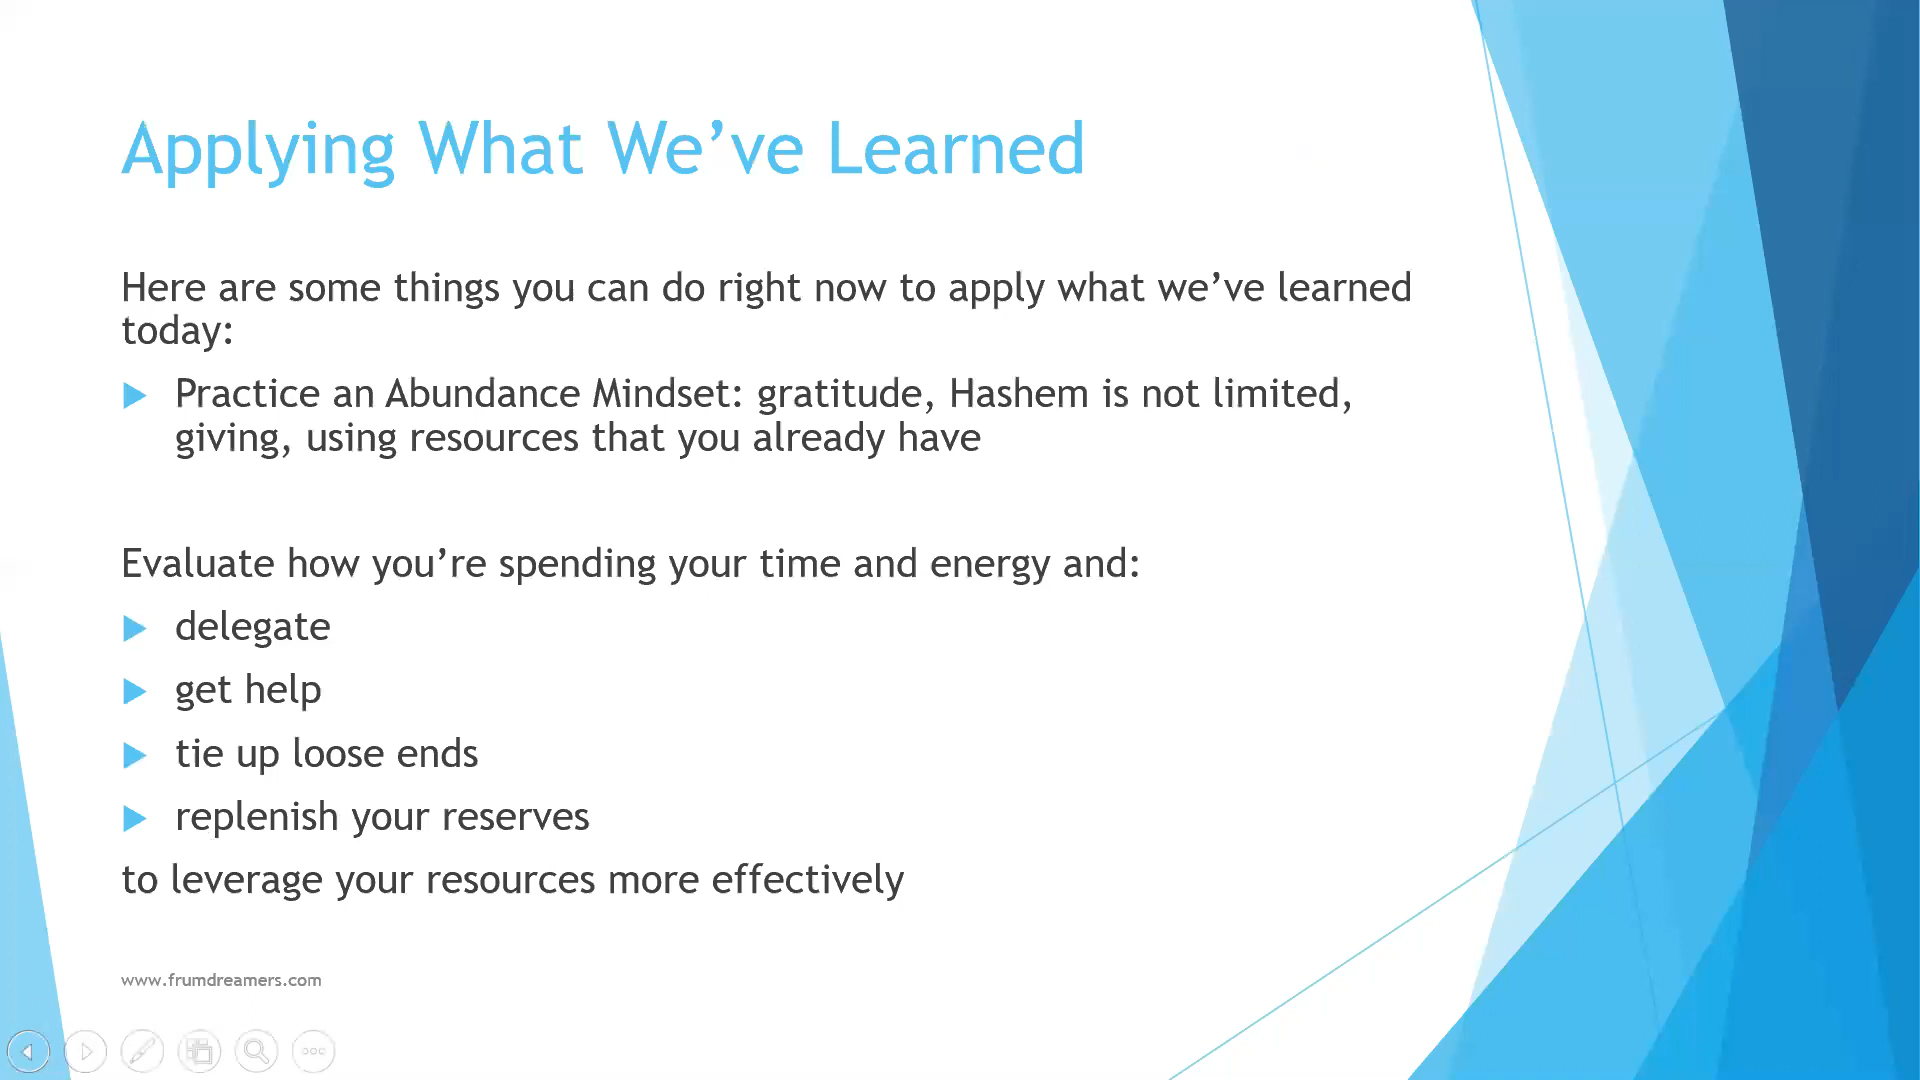 Applying What We’ve Learned
Here are some things you can do right now to apply what we’ve learned
today:
Practice an Abundance Mindset: gratitude, Hashem is not limited,
giving, using resources that you already have
Evaluate how you’re spending your time and energy and:
delegate
get help
tie up loose ends
replenish your reserves
to leverage your resources more effectively
www.frumdreamers.com